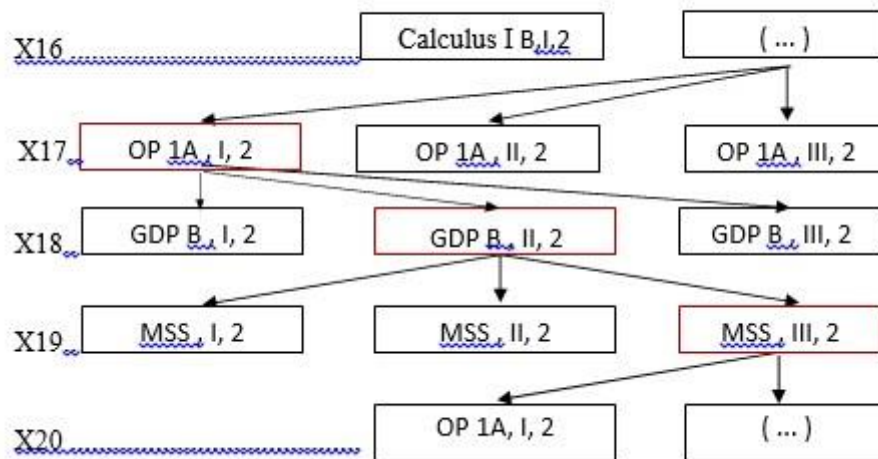 X16 Calculus I B,I,2 ( ... )
X17 OP 1A , I, 2 OP 1A , II, 2 OP 1A , III, 2
X18 GDP B , I, 2 GDP B , II, 2 GDP B , III, 2
X19 MSS , I, 2 MSS , II, 2 MSS , III, 2
X20 OP 1A, I, 2 ( ... )